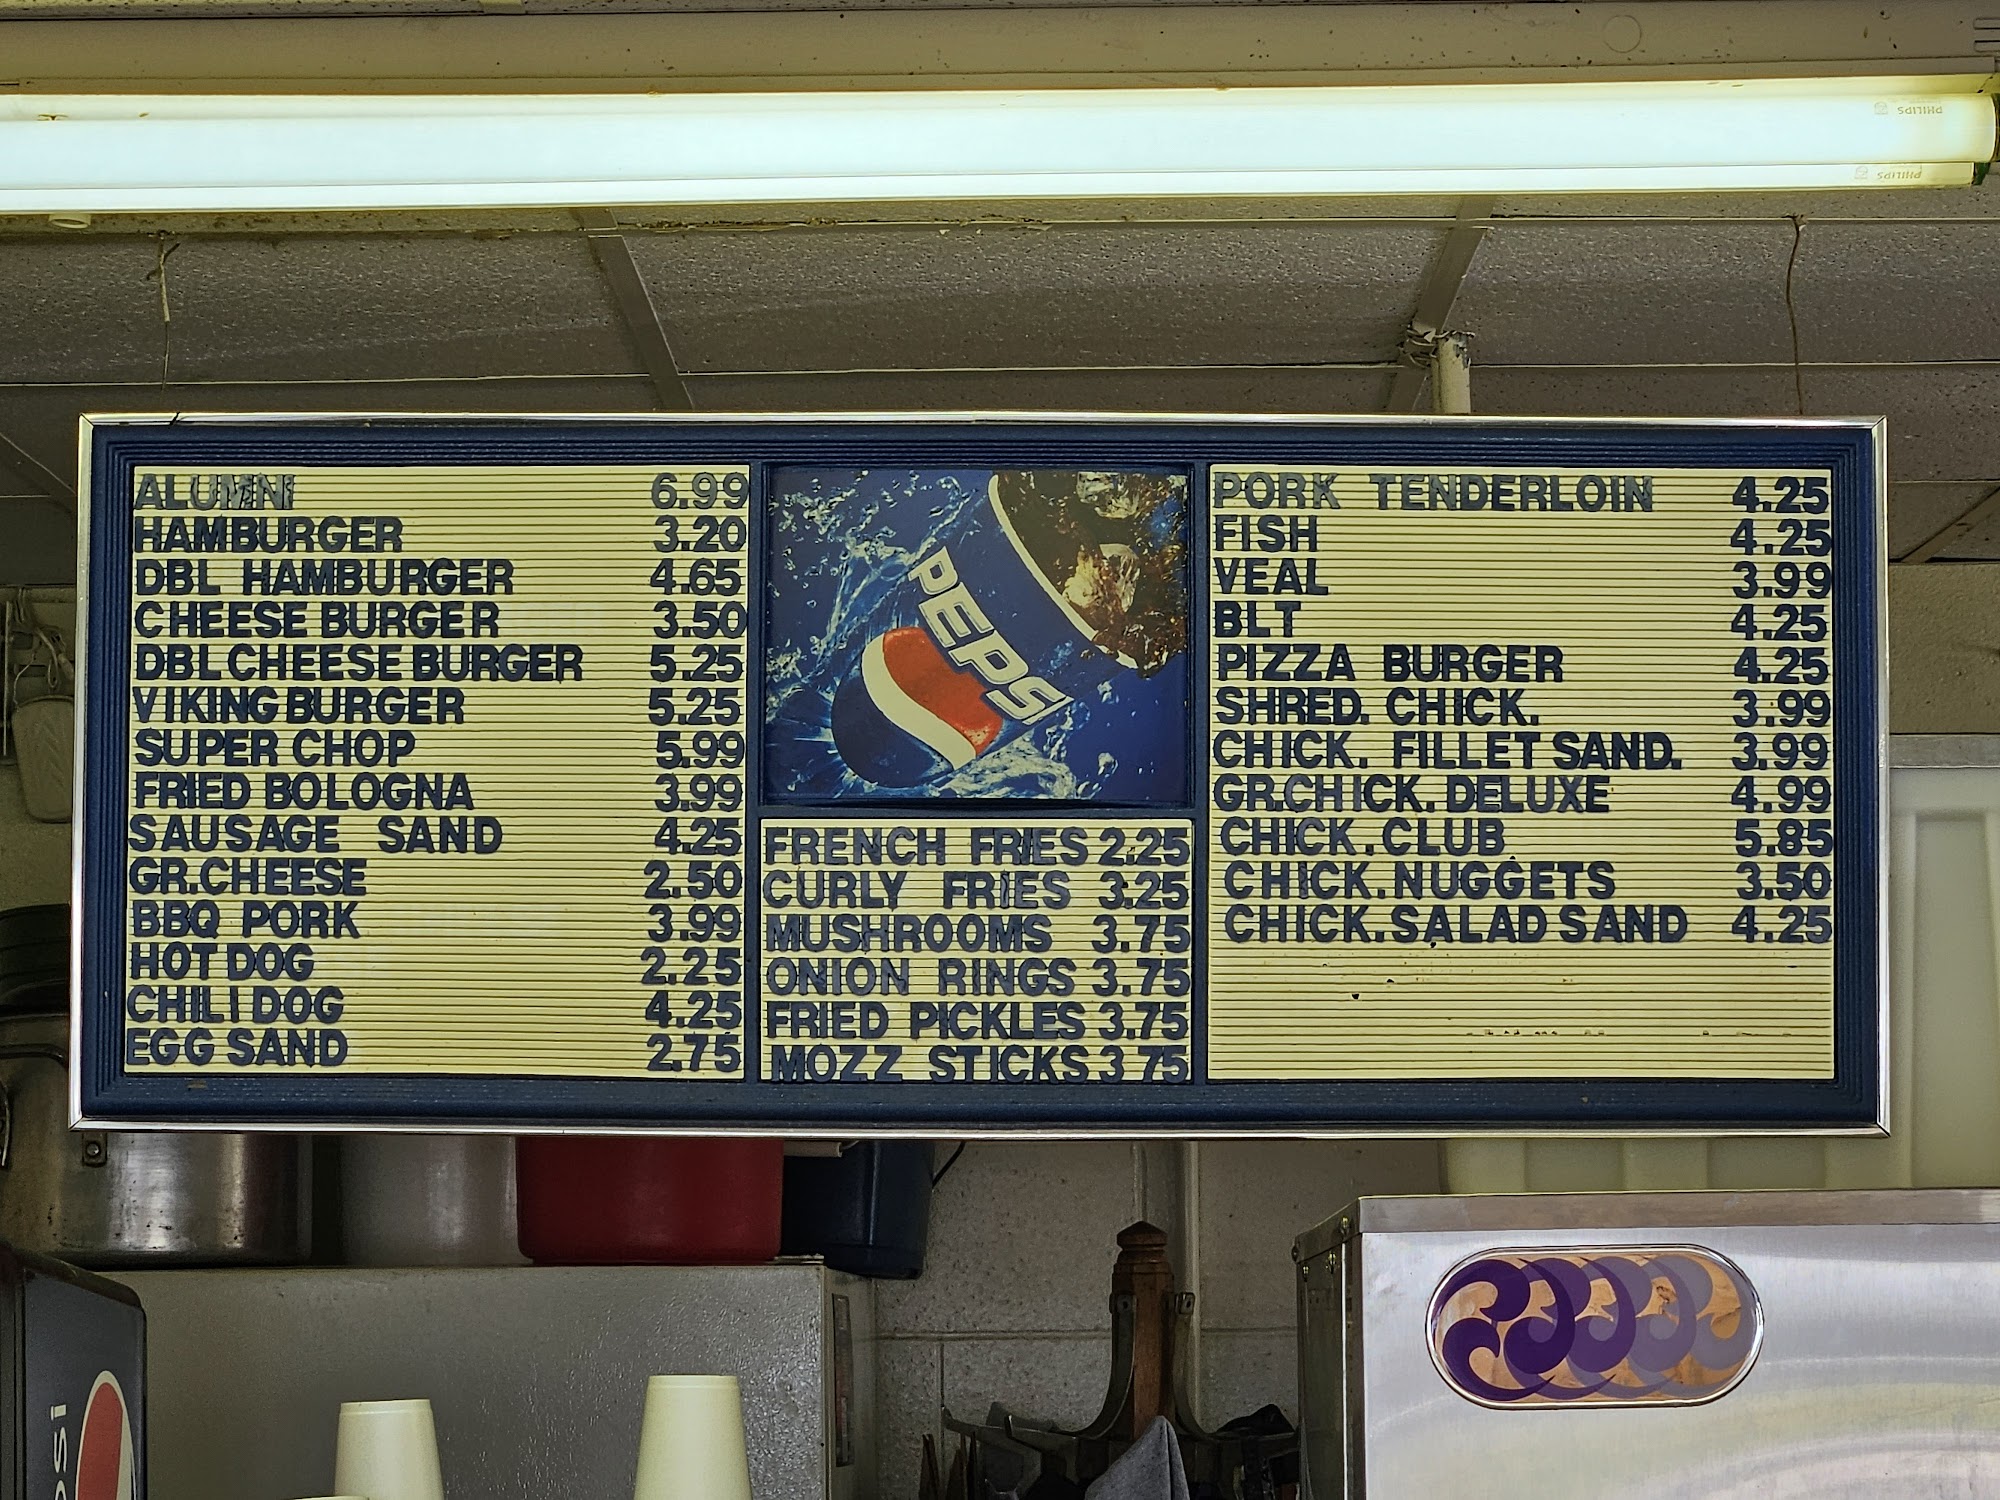 PHILIPS
PHILIPS
ALUMNI 6.99
HAMBURGER 3.20
DBL HAMBURGER 4.65
CHEESE BURGER 3.50
DBL CHEESE BURGER 5.25
VIKING BURGER 5.25
SUPER CHOP 5.99
FRIED BOLOGNA 3.99
SAUSAGE SAND 4.25
GR.CHEESE 2.50
BBQ PORK 3.99
HOT DOG 2.25
CHILI DOG 4.25
EGG SAND 2.75
PEPSI
FRENCH FRIES 2.25
CURLY FRIES 3.25
MUSHROOMS 3.75
ONION RINGS 3.75
FRIED PICKLES 3.75
MOZZ STICKS 3 75
PORK TENDERLOIN 4.25
FISH 4.25
VEAL 3.99
BLT 4.25
PIZZA BURGER 4.25
SHRED. CHICK. 3.99
CHICK. FILLET SAND. 3.99
GR.CHICK. DELUXE 4.99
CHICK. CLUB 5.85
CHICK. NUGGETS 3.50
CHICK. SALAD SAND 4.25
psi